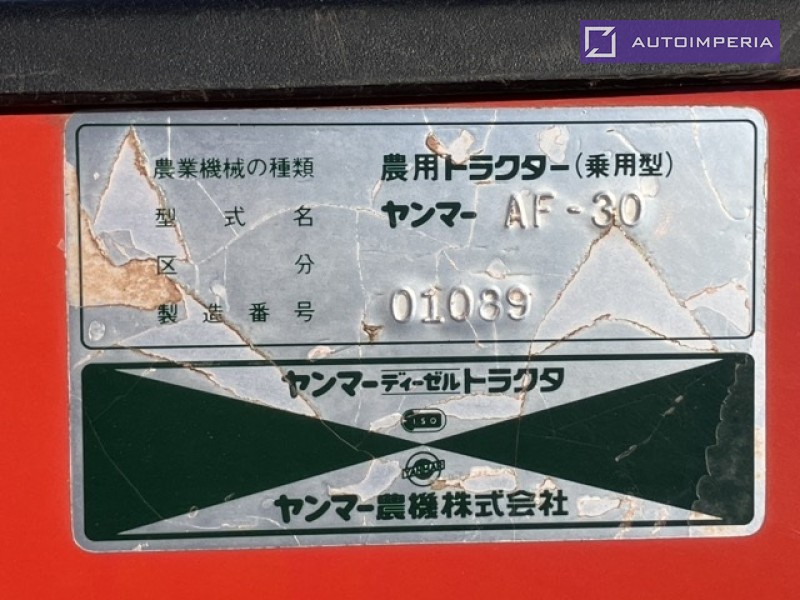 AUTOIMPERIA
農業機械の種類 農用トラクター(乗用型)
型式名 ヤンマー AF-30
区分
製造番号 01089
ヤンマーディーゼルトラクタ
ISO
YANMAR
ヤンマー農機株式会社